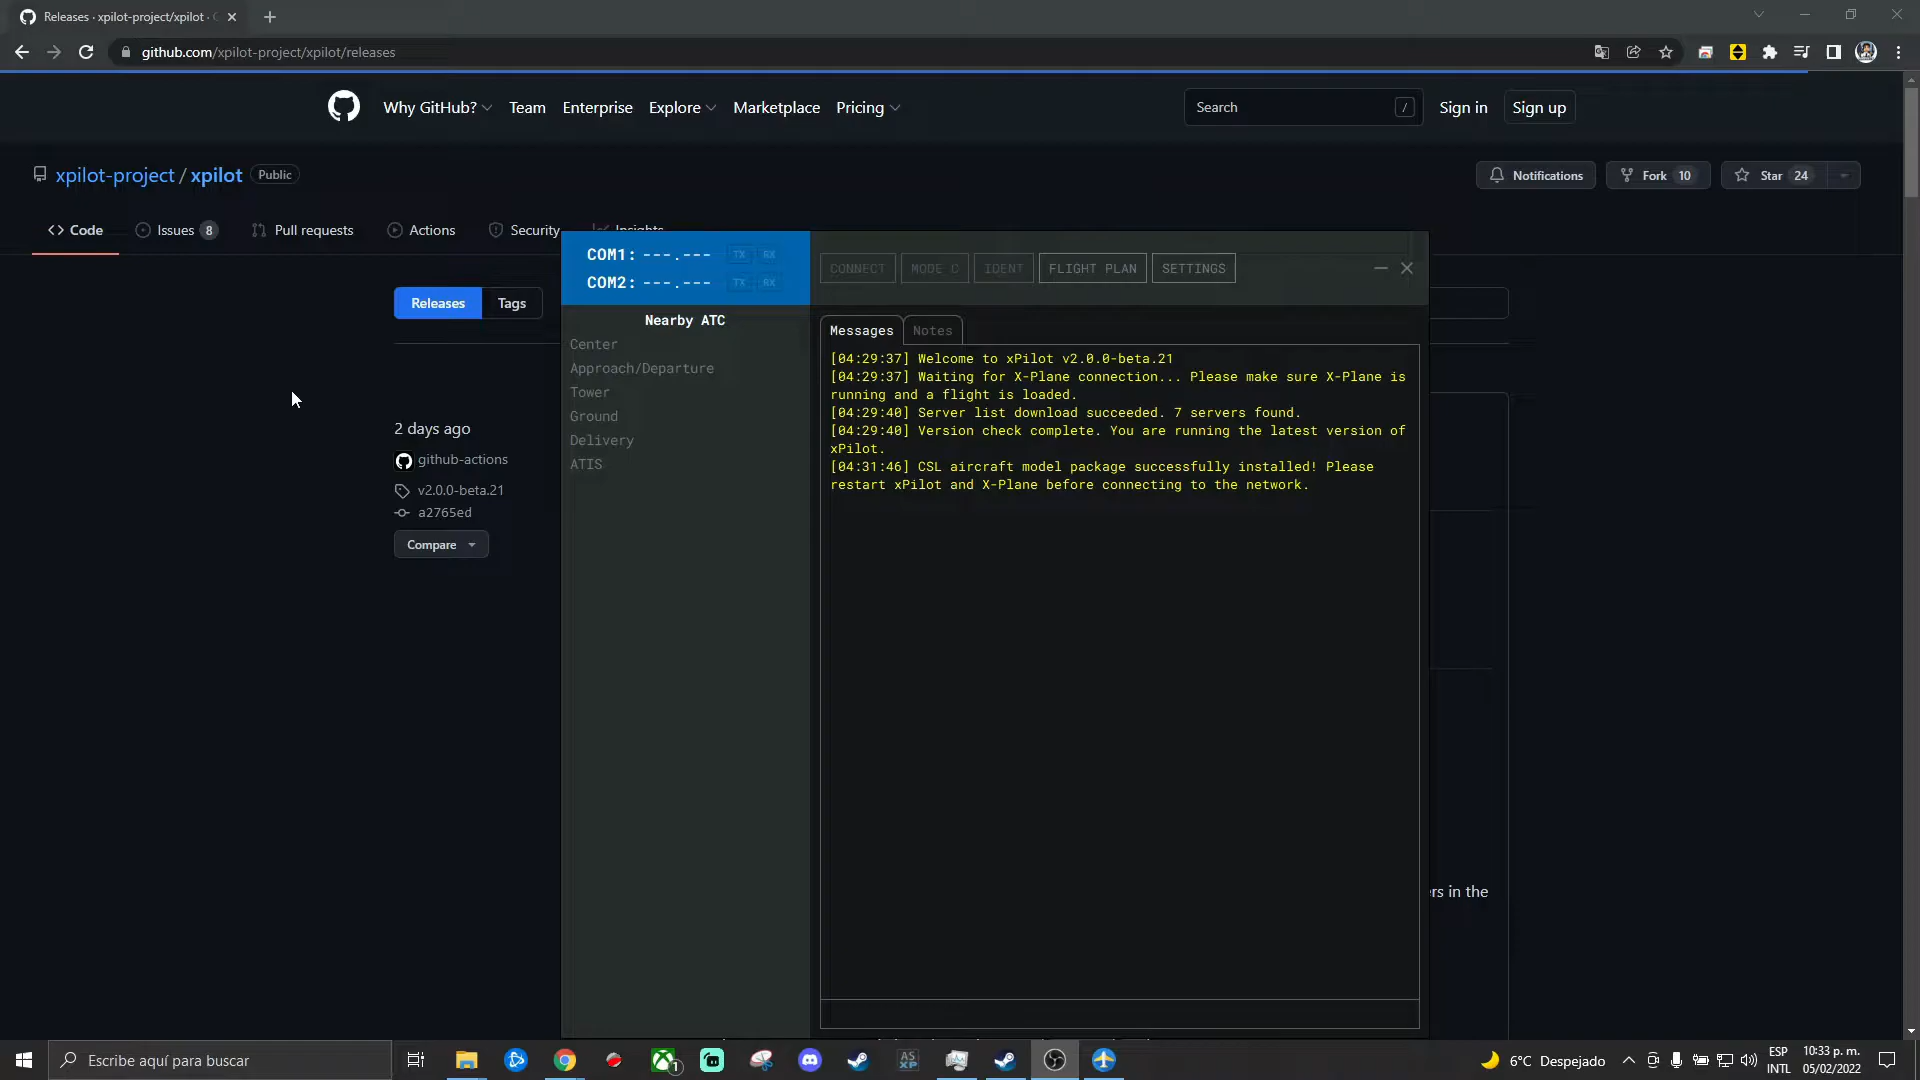 Releases · xpilot-project/xpilot ·
github.com/xpilot-project/xpilot/releases
Why GitHub? Team Enterprise Explore Marketplace Pricing
Search /
Sign in Sign up
xpilot-project / xpilot Public
Notifications Fork 10 Star 24
Code Issues 8 Pull requests Actions Security Insights
Releases Tags
2 days ago
github-actions
v2.0.0-beta.21
a2765ed
Compare
COM1: ---.--- TX RX
COM2: ---.--- TX RX
CONNECT MODE C IDENT FLIGHT PLAN SETTINGS
Nearby ATC
Center
Approach/Departure
Tower
Ground
Delivery
ATIS
Messages Notes
[04:29:37] Welcome to xPilot v2.0.0-beta.21
[04:29:37] Waiting for X-Plane connection... Please make sure X-Plane is
running and a flight is loaded.
[04:29:40] Server list download succeeded. 7 servers found.
[04:29:40] Version check complete. You are running the latest version of
xPilot.
[04:31:46] CSL aircraft model package successfully installed! Please
restart xPilot and X-Plane before connecting to the network.
rs in the
Escribe aquí para buscar
1
AS
XP
6°C Despejado
ESP
INTL
10:33 p. m.
05/02/2022